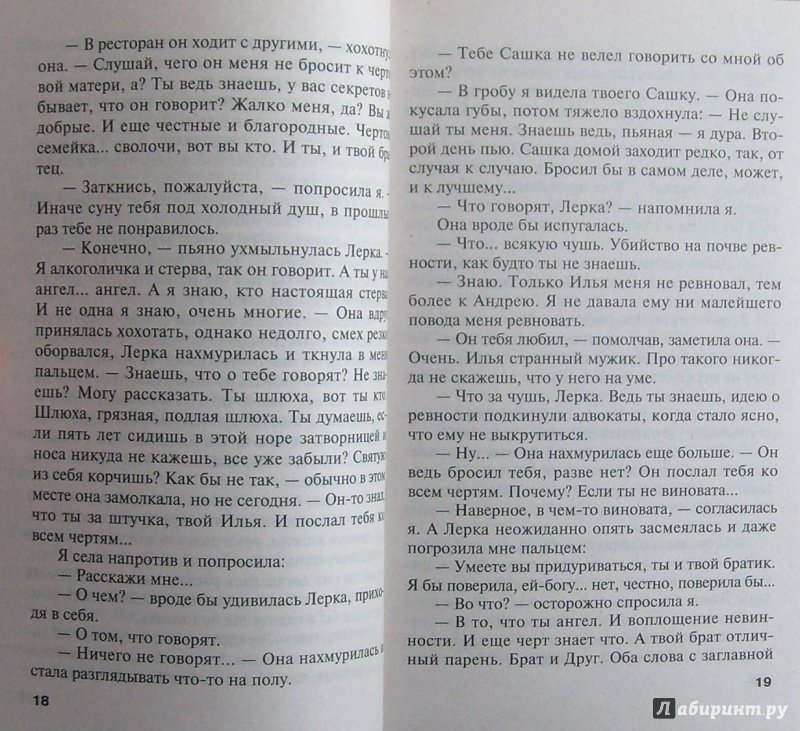 — В ресторан он ходит с другими, — хохотну
она. — Слушай, чего он меня не бросит к черт
вой матери, а? Ты ведь знаешь, у вас секретов н
бывает, что он говорит? Жалко меня, да? Вы
добрые. И еще честные и благородные. Чертов
семейка... сволочи, вот вы кто. И ты, и твой бра
тец.
— Заткнись, пожалуйста, — попросила я. —
Иначе суну тебя под холодный душ, в прошлы
раз тебе не понравилось.
— Конечно, — пьяно ухмыльнулась Лерка. —
Я алкоголичка и стерва, так он говорит. А ты у на
ангел... ангел. А я знаю, кто настоящая стерва
И не одна я знаю, очень многие. — Она вдру
принялась хохотать, однако недолго, смех резк
оборвался, Лерка нахмурилась и ткнула в мен
пальцем. — Знаешь, что о тебе говорят? Не зна-
ешь? Могу рассказать. Ты шлюха, вот ты кто.
Шлюха, грязная, подлая шлюха. Ты думаешь, ес-
ли пять лет сидишь в этой норе затворницей и
носа никуда не кажешь, все уже забыли? Святую
из себя корчишь? Как бы не так, — обычно в этом
месте она замолкала, но не сегодня. — Он-то знал,
что ты за штучка, твой Илья. И послал тебя ко
всем чертям...
Я села напротив и попросила:
— Расскажи мне...
— О чем? — вроде бы удивилась Лерка, прихо-
дя в себя.
— О том, что говорят.
— Ничего не говорят... — Она нахмурилась и
стала разглядывать что-то на полу.
18
— Тебе Сашка не велел говорить со мной об
этом?
— В гробу я видела твоего Сашку. — Она по-
кусала губы, потом тяжело вздохнула: — Не слу-
шай ты меня. Знаешь ведь, пьяная — я дура. Вто-
рой день пью. Сашка домой заходит редко, так, от
случая к случаю. Бросил бы в самом деле, может,
и к лучшему...
— Что говорят, Лерка? — напомнила я.
Она вроде бы испугалась.
— Что... всякую чушь. Убийство на почве рев-
ности, как будто ты не знаешь.
— Знаю. Только Илья меня не ревновал, тем
более к Андрею. Я не давала ему ни малейшего
повода меня ревновать.
— Он тебя любил, — помолчав, заметила она. —
Очень. Илья странный мужик. Про такого никог-
да не скажешь, что у него на уме.
— Что за чушь, Лерка. Ведь ты знаешь, идею о
ревности подкинули адвокаты, когда стало ясно,
что ему не выкрутиться.
— Ну... — Она нахмурилась еще больше. — Он
ведь бросил тебя, разве нет? Он послал тебя ко
всем чертям. Почему? Если ты не виновата...
— Наверное, в чем-то виновата, — согласилась
я. А Лерка неожиданно опять засмеялась и даже
погрозила мне пальцем:
— Умеете вы придуриваться, ты и твой братик.
Я бы поверила, ей-богу... нет, честно, поверила бы...
— Во что? — осторожно спросила я.
— В то, что ты ангел. И воплощение невин-
ности. И еще черт знает что. А твой брат отлич-
ный парень. Брат и Друг. Оба слова с заглавной
19
Лабиринт.ру